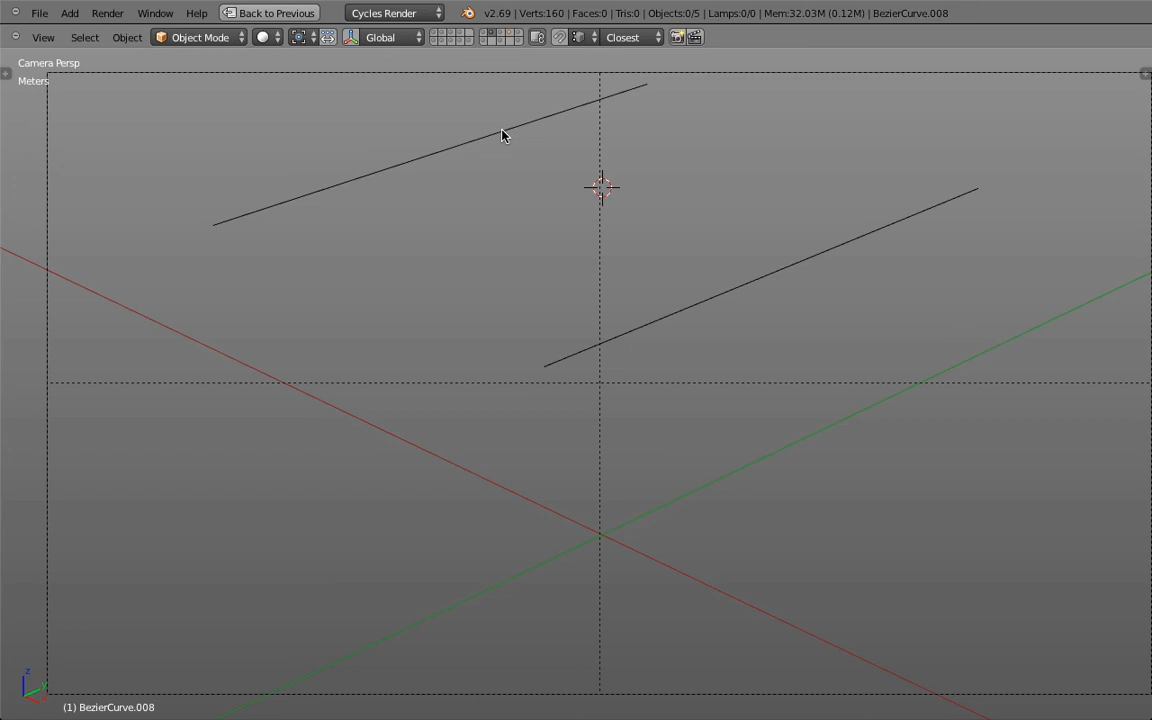 File Add Render Window Help Back to Previous Cycles Render v2.69 | Verts:160 | Faces:0 | Tris:0 | Objects:0/5 | Lamps:0/0 | Mem:32.03M (0.12M) | BezierCurve.008
View Select Object Object Mode Global Closest
Camera Persp
Meters
z
y
(1) BezierCurve.008